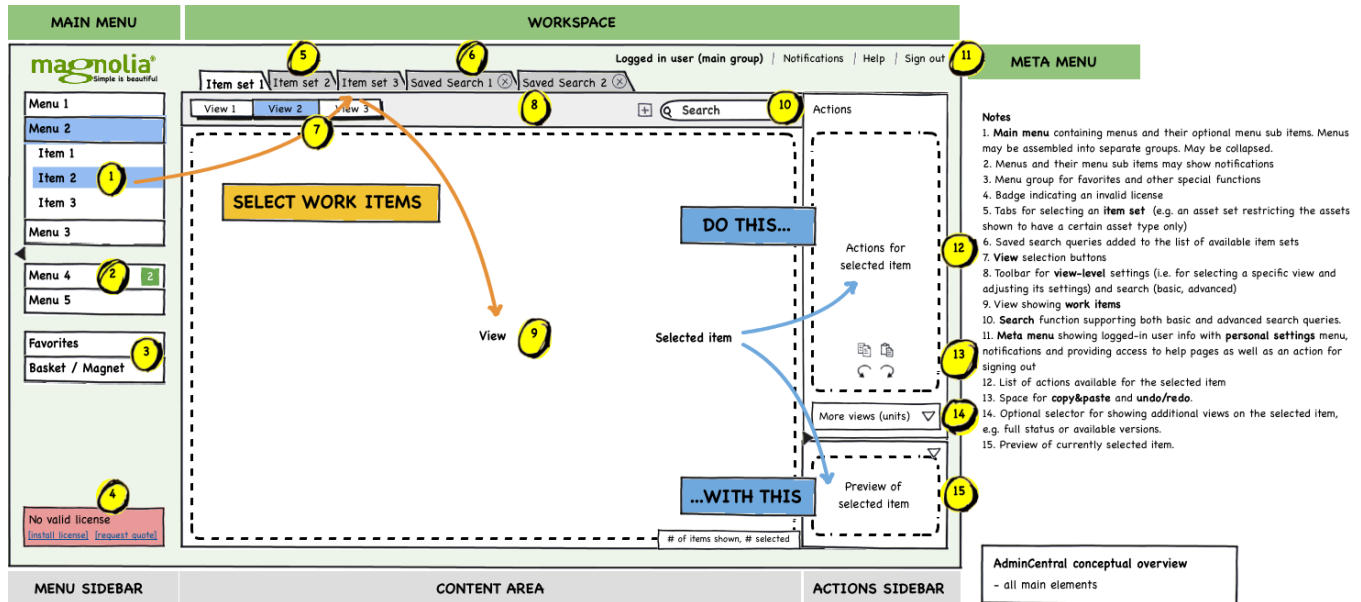 MAIN MENU
WORKSPACE
META MENU
magnolia®
Simple is beautiful
Logged in user (main group) | Notifications | Help | Sign out
11
5
6
Item set 1
Item set 2
Item set 3
Saved Search 1
Saved Search 2
View 1
View 2
View 3
7
8
Search
10
Menu 1
Menu 2
Item 1
Item 2
1
Item 3
Menu 3
Menu 4
2
2
Menu 5
Favorites
3
Basket / Magnet
4
No valid license
[install license] [request quote]
SELECT WORK ITEMS
View
9
DO THIS...
Selected item
...WITH THIS
# of items shown, # selected
Actions
Actions for
selected item
12
13
More views (units)
14
Preview of
selected item
15
Notes
1. Main menu containing menus and their optional menu sub items. Menus
may be assembled into separate groups. May be collapsed.
2. Menus and their menu sub items may show notifications
3. Menu group for favorites and other special functions
4. Badge indicating an invalid license
5. Tabs for selecting an item set (e.g. an asset set restricting the assets
shown to have a certain asset type only)
6. Saved search queries added to the list of available item sets
7. View selection buttons
8. Toolbar for view-level settings (i.e. for selecting a specific view and
adjusting its settings) and search (basic, advanced)
9. View showing work items
10. Search function supporting both basic and advanced search queries.
11. Meta menu showing logged-in user info with personal settings menu,
notifications and providing access to help pages as well as an action for
signing out
12. List of actions available for the selected item
13. Space for copy&paste and undo/redo.
14. Optional selector for showing additional views on the selected item,
e.g. full status or available versions.
15. Preview of currently selected item.
AdminCentral conceptual overview
- all main elements
MENU SIDEBAR
CONTENT AREA
ACTIONS SIDEBAR